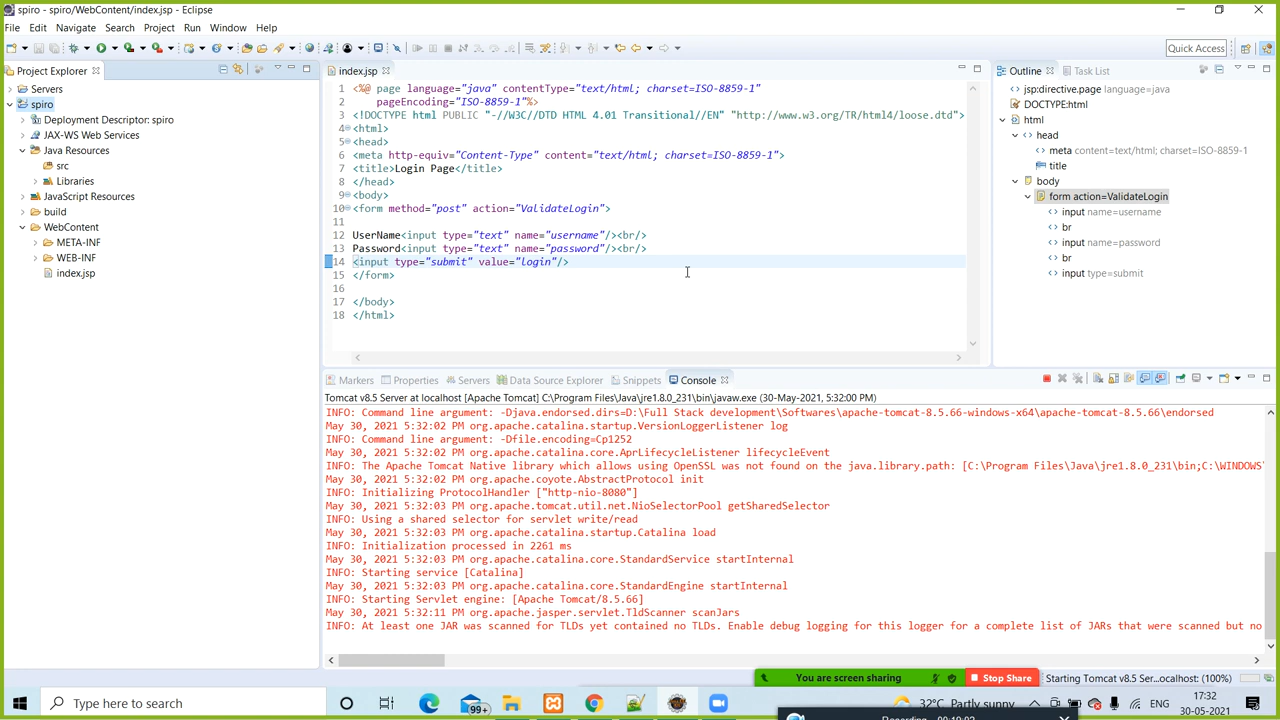 spiro - spiro/WebContent/index.jsp - Eclipse
File Edit Navigate Search Project Run Window Help
Quick Access
Project Explorer
Servers
spiro
Deployment Descriptor: spiro
JAX-WS Web Services
Java Resources
src
Libraries
JavaScript Resources
build
WebContent
META-INF
WEB-INF
index.jsp
index.jsp
1 <%@ page language="java" contentType="text/html; charset=ISO-8859-1"
2 pageEncoding="ISO-8859-1"%>
3 <!DOCTYPE html PUBLIC "-//W3C//DTD HTML 4.01 Transitional//EN" "http://www.w3.org/TR/html4/loose.dtd">
4 <html>
5 <head>
6 <meta http-equiv="Content-Type" content="text/html; charset=ISO-8859-1">
7 <title>Login Page</title>
8 </head>
9 <body>
10 <form method="post" action="ValidateLogin">
11
12 UserName<input type="text" name="username"/><br/>
13 Password<input type="text" name="password"/><br/>
14 <input type="submit" value="login"/>
15 </form>
16
17 </body>
18 </html>
Outline Task List
jsp:directive.page language=java
DOCTYPE:html
html
head
meta content=text/html; charset=ISO-8859-1
title
body
form action=ValidateLogin
input name=username
br
input name=password
br
input type=submit
Markers Properties Servers Data Source Explorer Snippets Console
Tomcat v8.5 Server at localhost [Apache Tomcat] C:\Program Files\Java\jre1.8.0_231\bin\javaw.exe (30-May-2021, 5:32:00 PM)
INFO: Command line argument: -Djava.endorsed.dirs=D:\Full Stack development\Softwares\apache-tomcat-8.5.66-windows-x64\apache-tomcat-8.5.66\endorsed
May 30, 2021 5:32:02 PM org.apache.catalina.startup.VersionLoggerListener log
INFO: Command line argument: -Dfile.encoding=Cp1252
May 30, 2021 5:32:02 PM org.apache.catalina.core.AprLifecycleListener lifecycleEvent
INFO: The Apache Tomcat Native library which allows using OpenSSL was not found on the java.library.path: [C:\Program Files\Java\jre1.8.0_231\bin;C:\WINDOWS
May 30, 2021 5:32:02 PM org.apache.coyote.AbstractProtocol init
INFO: Initializing ProtocolHandler ["http-nio-8080"]
May 30, 2021 5:32:03 PM org.apache.tomcat.util.net.NioSelectorPool getSharedSelector
INFO: Using a shared selector for servlet write/read
May 30, 2021 5:32:03 PM org.apache.catalina.startup.Catalina load
INFO: Initialization processed in 2261 ms
May 30, 2021 5:32:03 PM org.apache.catalina.core.StandardService startInternal
INFO: Starting service [Catalina]
May 30, 2021 5:32:03 PM org.apache.catalina.core.StandardEngine startInternal
INFO: Starting Servlet engine: [Apache Tomcat/8.5.66]
May 30, 2021 5:32:11 PM org.apache.jasper.servlet.TldScanner scanJars
INFO: At least one JAR was scanned for TLDs yet contained no TLDs. Enable debug logging for this logger for a complete list of JARs that were scanned but no
You are screen sharing Stop Share
Starting Tomcat v8.5 Ser...ocalhost: (100%)
Type here to search
99+
32°C Partly sunny
ENG
17:32
30-05-2021